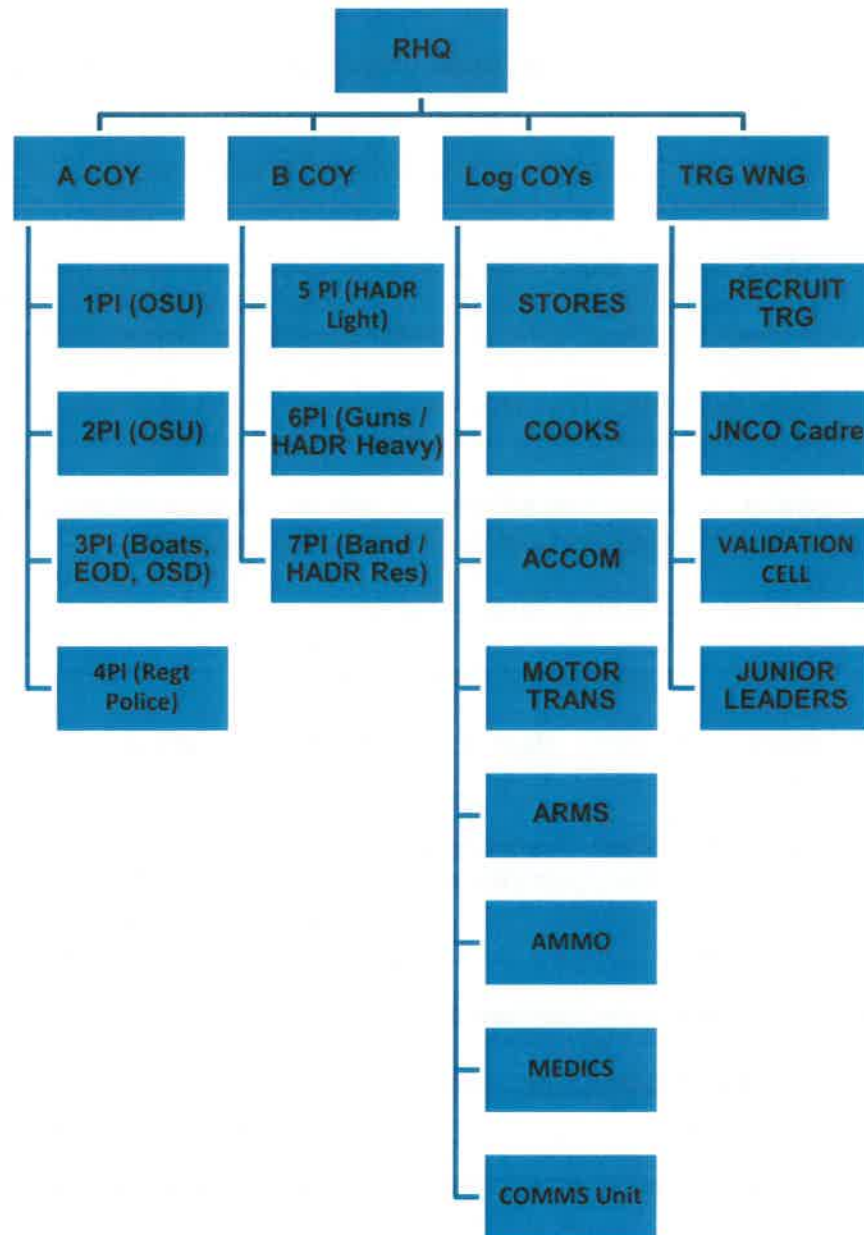 RHQ
A COY
B COY
Log COYs
TRG WNG
1Pl (OSU)
2Pl (OSU)
3Pl (Boats,
EOD, OSD)
4Pl (Regt
Police)
5 Pl (HADR
Light)
6Pl (Guns /
HADR Heavy)
7Pl (Band /
HADR Res)
STORES
COOKS
ACCOM
MOTOR
TRANS
ARMS
AMMO
MEDICS
COMMS Unit
RECRUIT
TRG
JNCO Cadre
VALIDATION
CELL
JUNIOR
LEADERS